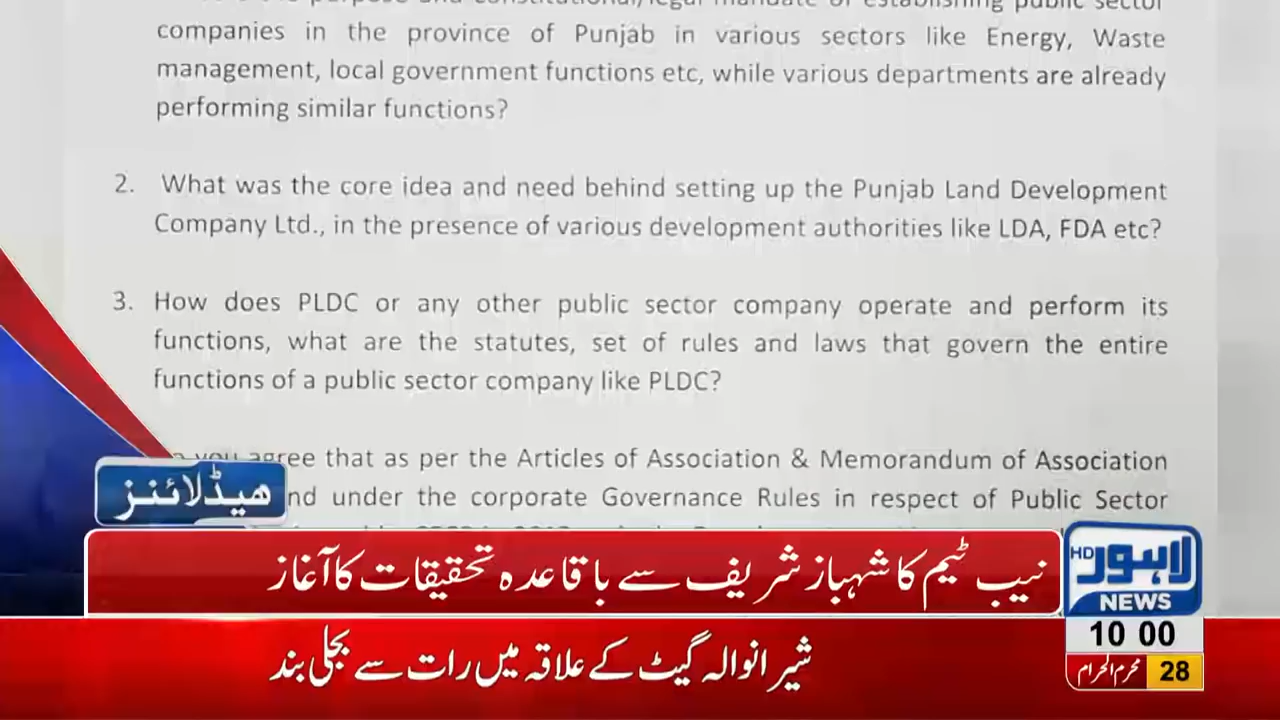 companies in the province of Punjab in various sectors like Energy, Waste
management, local government functions etc, while various departments are already
performing similar functions?
2. What was the core idea and need behind setting up the Punjab Land Development
Company Ltd., in the presence of various development authorities like LDA, FDA etc?
3. How does PLDC or any other public sector company operate and perform its
functions, what are the statutes, set of rules and laws that govern the entire
functions of a public sector company like PLDC?
you agree that as per the Articles of Association & Memorandum of Association
under the corporate Governance Rules in respect of Public Sector
ھیڈلائنز
نیب ٹیم کا شہباز شریف سے باقاعدہ تحقیقات کا آغاز
HD لاہور
NEWS
10 00
شیرانوالہ گیٹ کے علاقہ میں رات سے بجلی بند
28 محرم الحرام